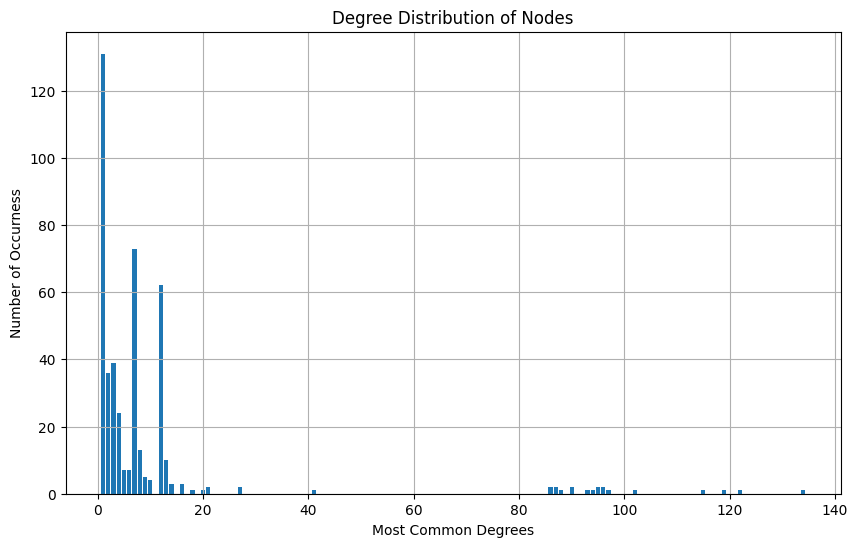 Degree Distribution of Nodes
Number of Occurness
120
100
80
60
40
20
0
0 20 40 60 80 100 120 140
Most Common Degrees